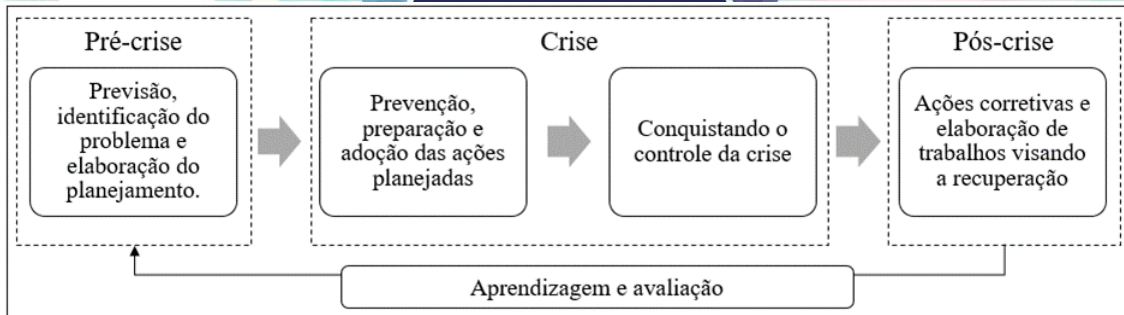 Pré-crise
Previsão,
identificação do
problema e
elaboração do
planejamento.
Crise
Prevenção,
preparação e
adoção das ações
planejadas
Conquistando o
controle da crise
Pós-crise
Ações corretivas e
elaboração de
trabalhos visando
a recuperação
Aprendizagem e avaliação